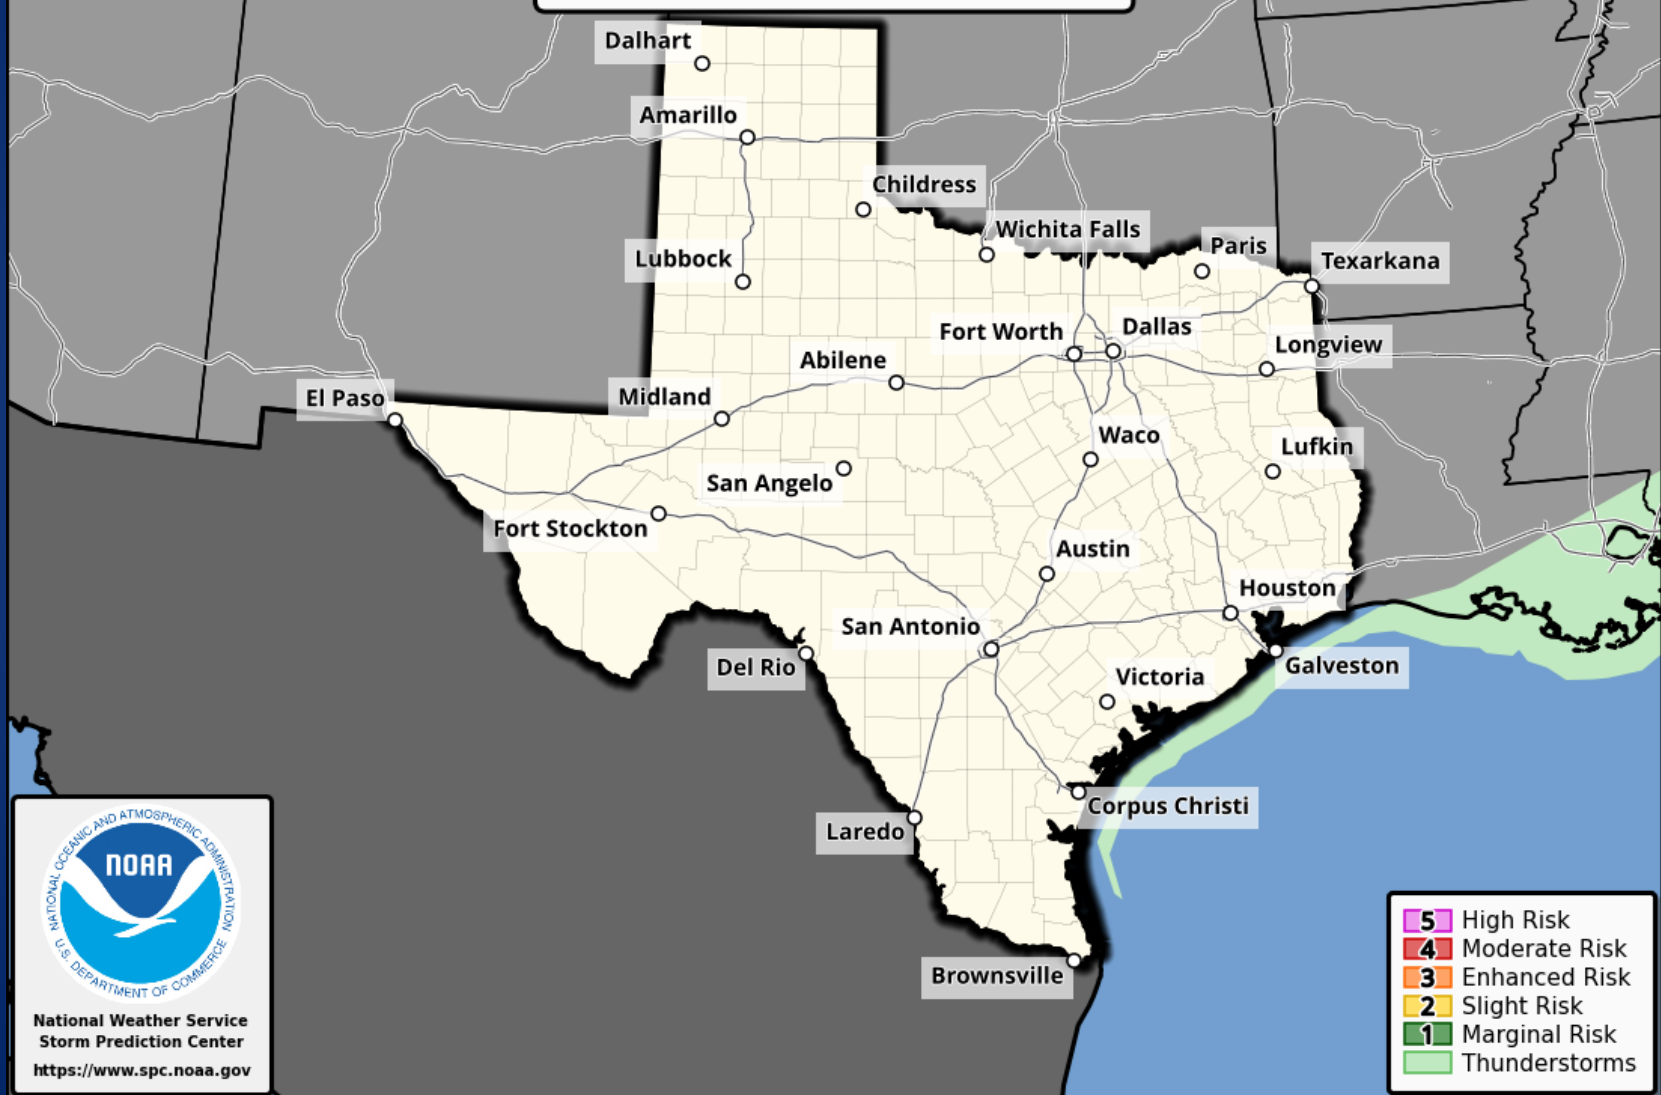 Dalhart
Amarillo
Childress
Wichita Falls
Paris
Texarkana
Lubbock
Fort Worth
Dallas
Longview
Abilene
El Paso
Midland
Waco
Lufkin
San Angelo
Fort Stockton
Austin
Houston
San Antonio
Del Rio
Galveston
Victoria
Corpus Christi
Laredo
Brownsville
NATIONAL OCEANIC AND ATMOSPHERIC ADMINISTRATION
NOAA
U.S. DEPARTMENT OF COMMERCE
National Weather Service
Storm Prediction Center
https://www.spc.noaa.gov
5 High Risk
4 Moderate Risk
3 Enhanced Risk
2 Slight Risk
1 Marginal Risk
Thunderstorms